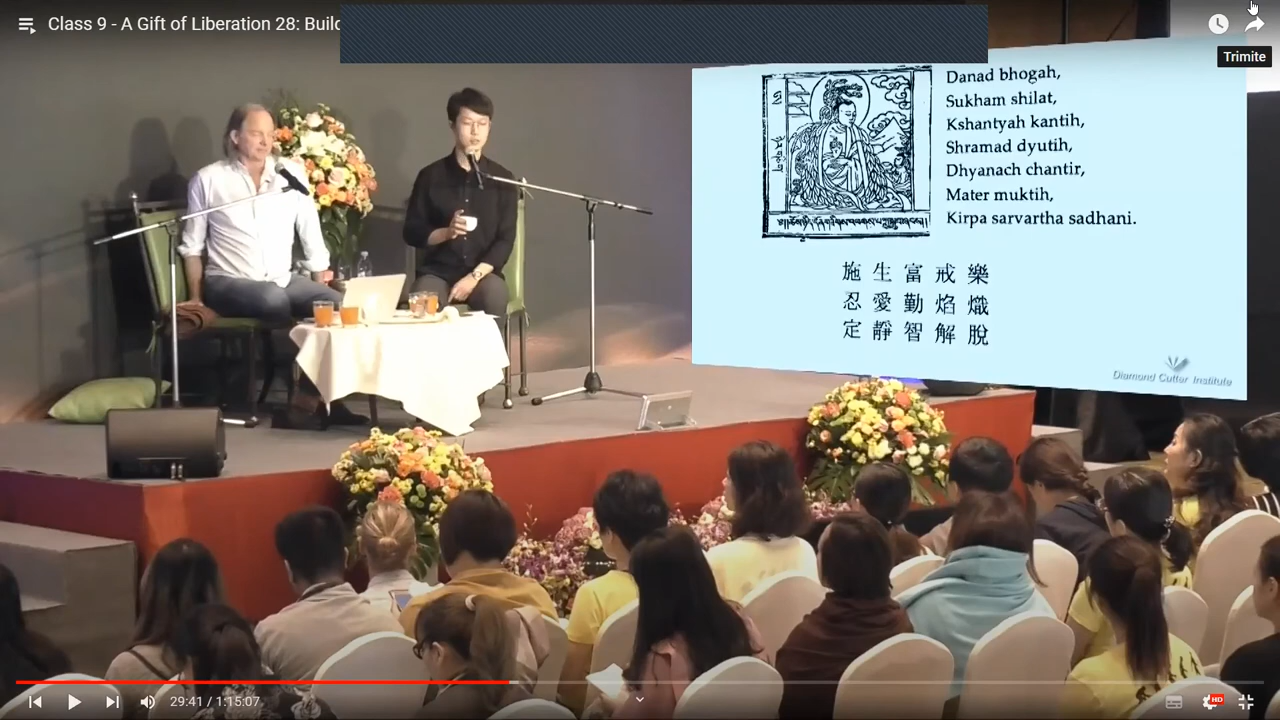 Class 9 - A Gift of Liberation 28: Build
Trimite
Danad bhogah,
Sukham shilat,
Kshantyah kantih,
Shramad dyutih,
Dhyanach chantir,
Mater muktih,
Kirpa sarvartha sadhani.
施生富戒樂
忍愛勤焰熾
定靜智解脫
Diamond Cutter Institute
29:41 / 1:15:07
HD